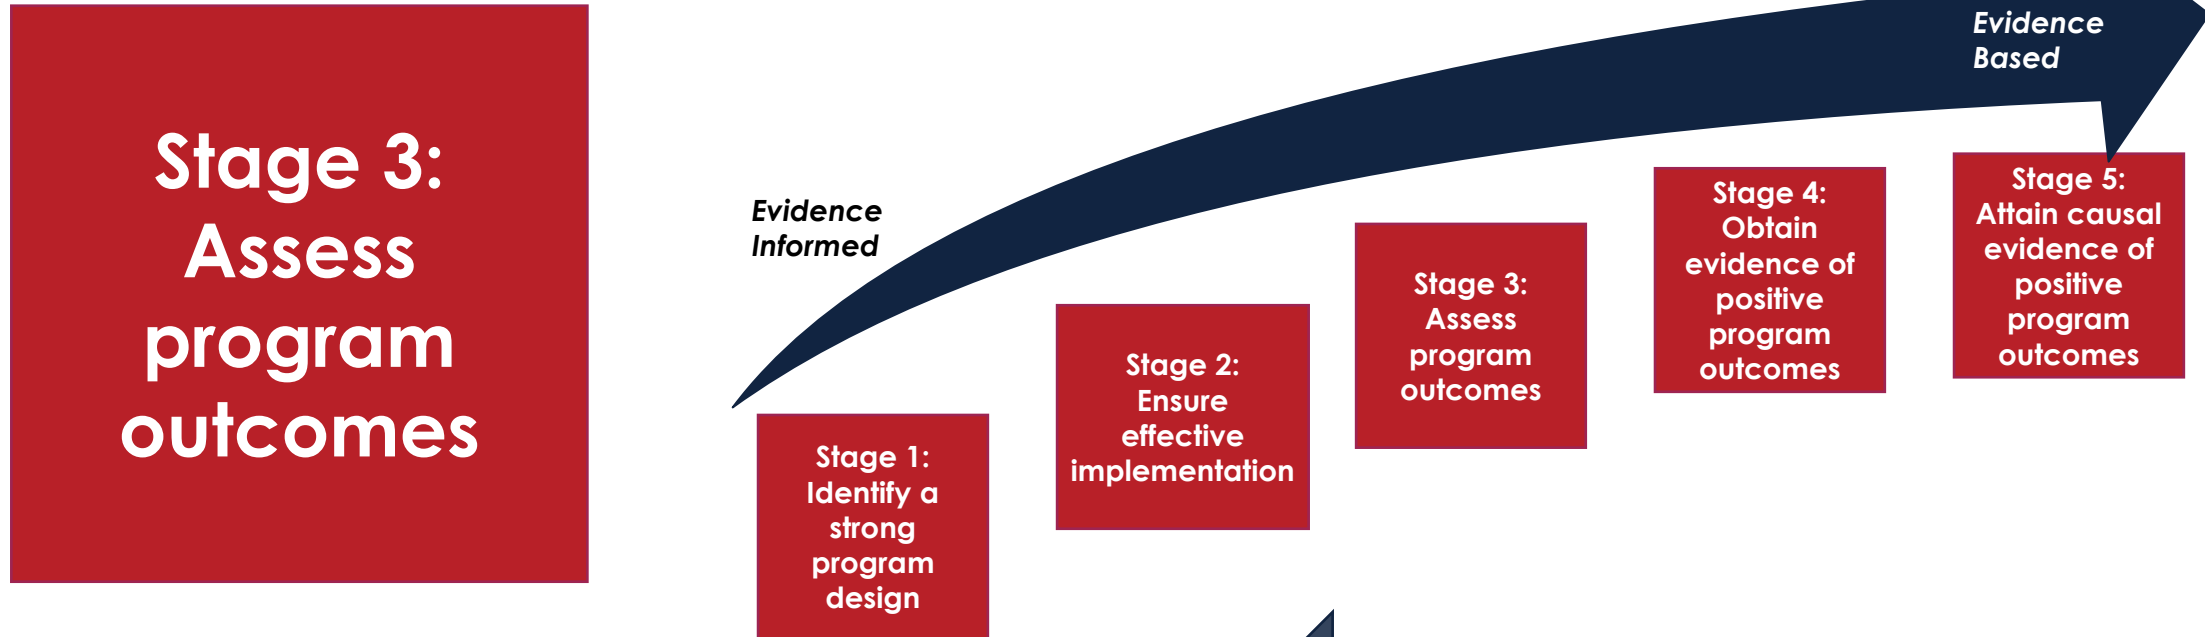 Stage 3:
Assess
program
outcomes
Evidence
Informed
Evidence
Based
Stage 1:
Identify a
strong
program
design
Stage 2:
Ensure
effective
implementation
Stage 3:
Assess
program
outcomes
Stage 4:
Obtain
evidence of
positive
program
outcomes
Stage 5:
Attain causal
evidence of
positive
program
outcomes